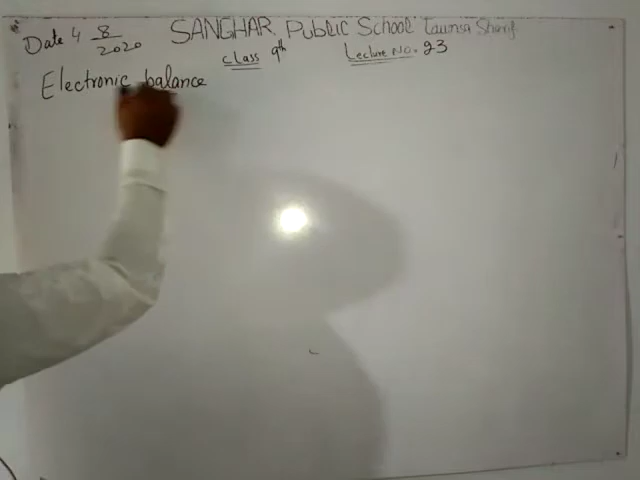 Date 4 8/2020 SANGHAR Public School Taunsa Sharif
Class 9th Lecture No. 23
Electronic balance